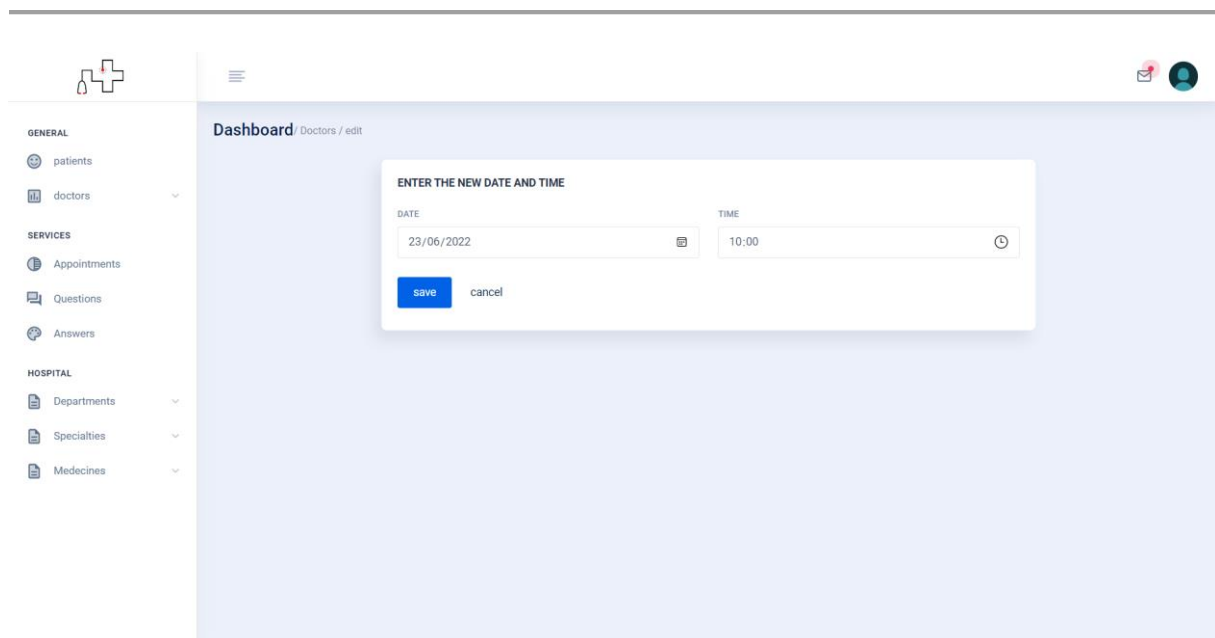 GENERAL
patients
doctors
SERVICES
Appointments
Questions
Answers
HOSPITAL
Departments
Specialties
Medecines
Dashboard/ Doctors / edit
ENTER THE NEW DATE AND TIME
DATE
TIME
23/06/2022
10:00
save cancel